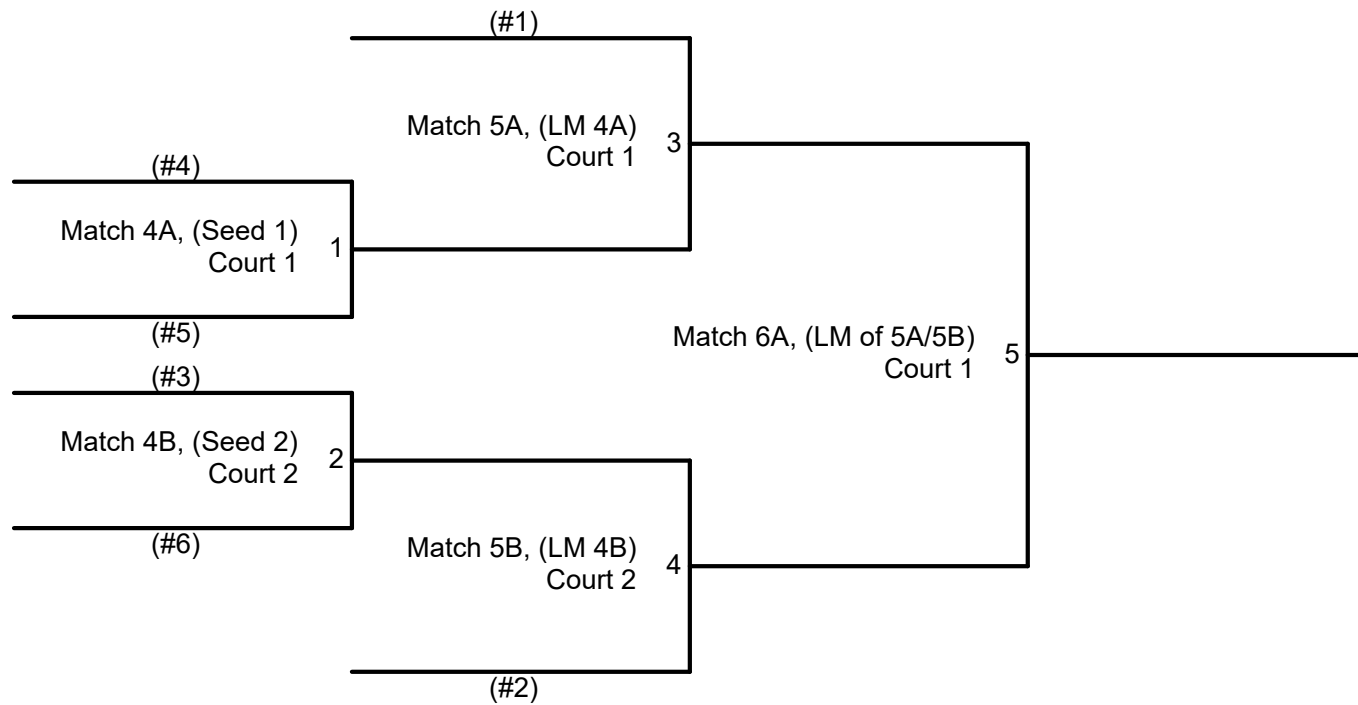 (#1)
Match 5A, (LM 4A)
Court 1
3
(#4)
Match 4A, (Seed 1)
Court 1
1
(#5)
Match 6A, (LM of 5A/5B)
Court 1
5
(#3)
Match 4B, (Seed 2)
Court 2
2
(#6)
Match 5B, (LM 4B)
Court 2
4
(#2)